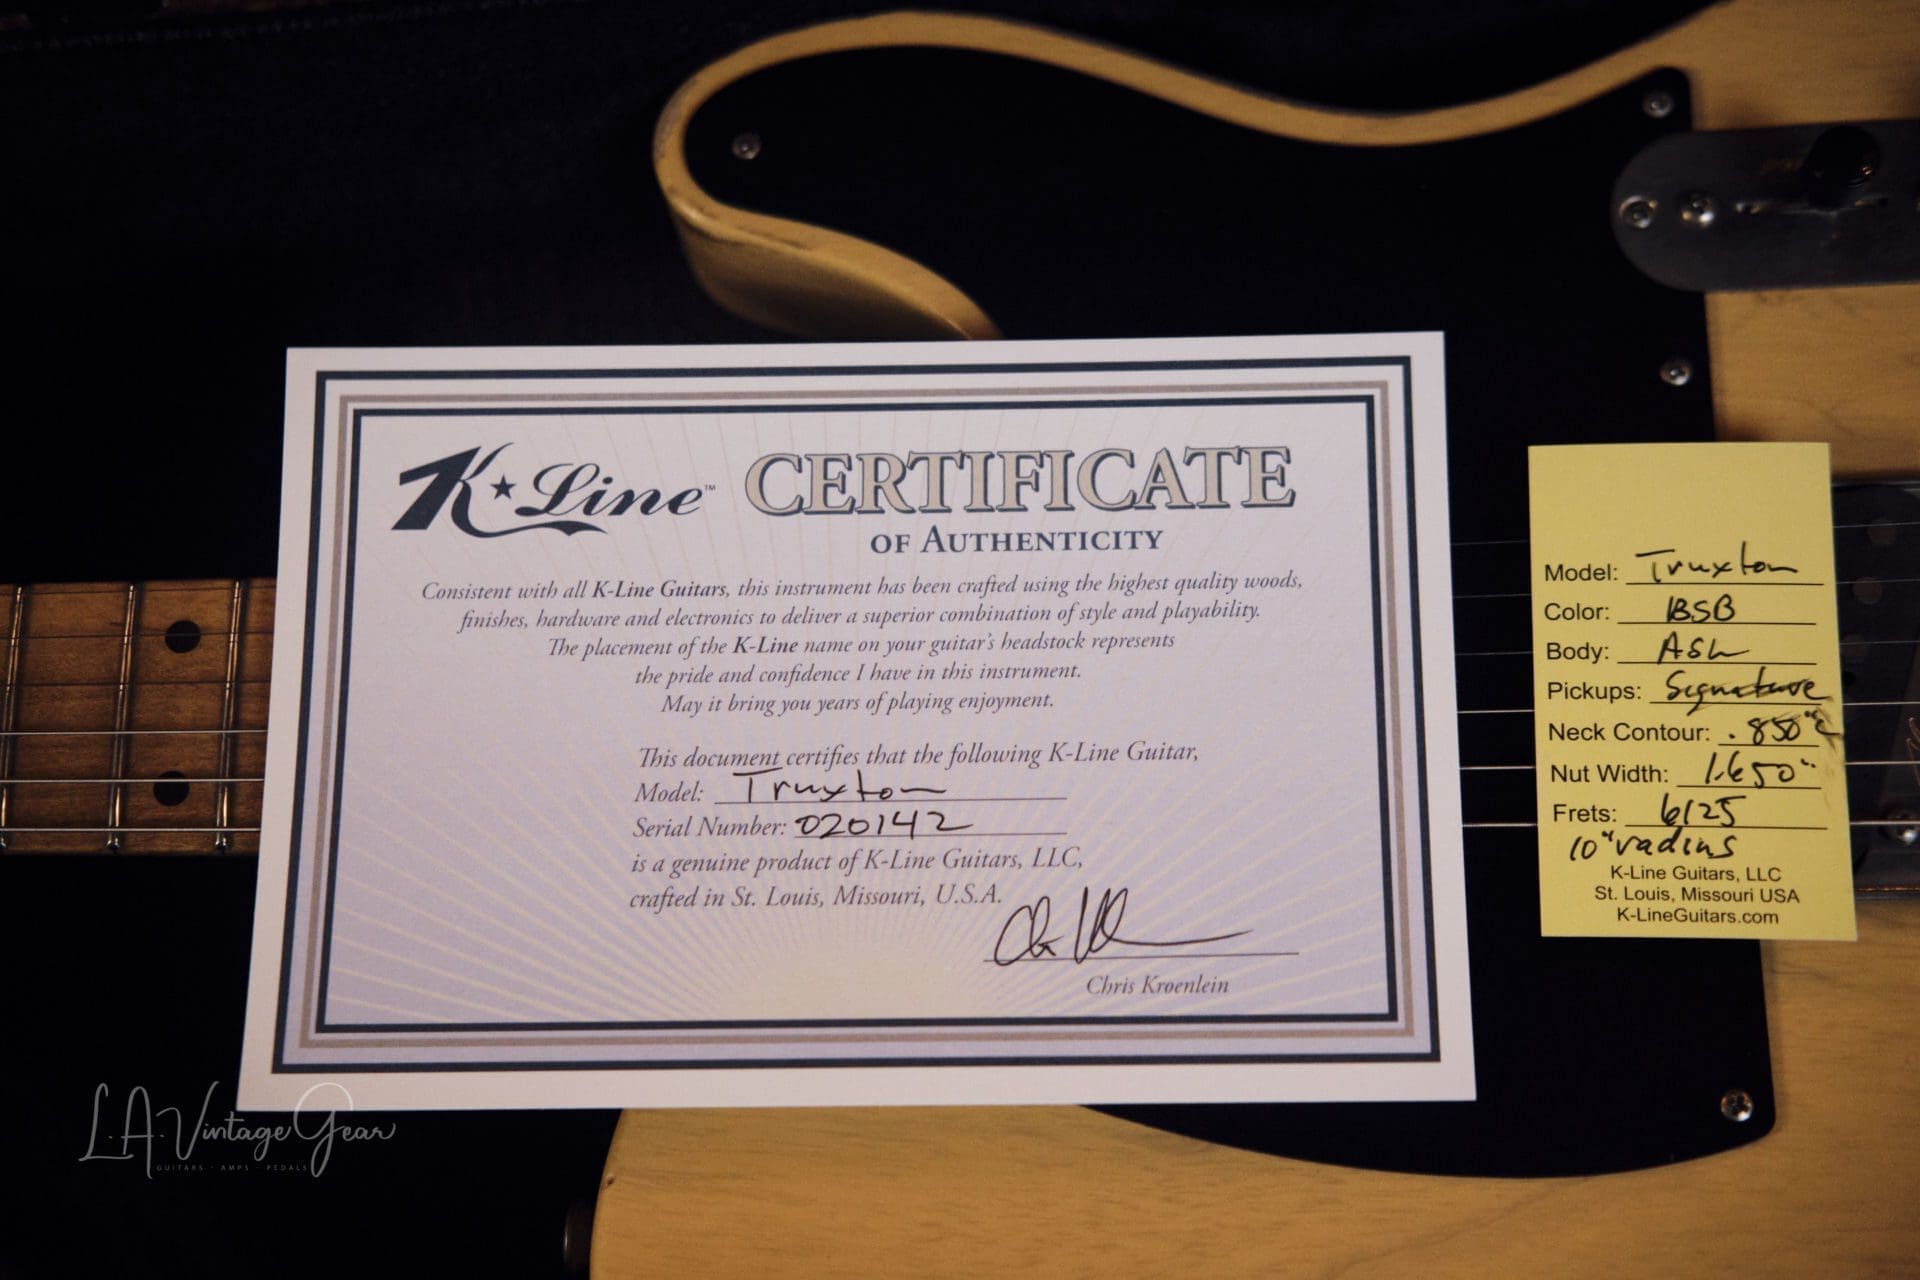 K★Line™ CERTIFICATE
OF AUTHENTICITY
Consistent with all K-Line Guitars, this instrument has been crafted using the highest quality woods,
finishes, hardware and electronics to deliver a superior combination of style and playability.
The placement of the K-Line name on your guitar's headstock represents
the pride and confidence I have in this instrument.
May it bring you years of playing enjoyment.
This document certifies that the following K-Line Guitar,
Model: Truxton
Serial Number: 020142
is a genuine product of K-Line Guitars, LLC,
crafted in St. Louis, Missouri, U.S.A.
Chris Kroenlein
Model: Truxton
Color: BSB
Body: ASh
Pickups: Signature
Neck Contour: .850" C
Nut Width: 1.650"
Frets: 6125
10" radius
K-Line Guitars, LLC
St. Louis, Missouri USA
K-LineGuitars.com
L.A. Vintage Gear
GUITARS · AMPS · PEDALS